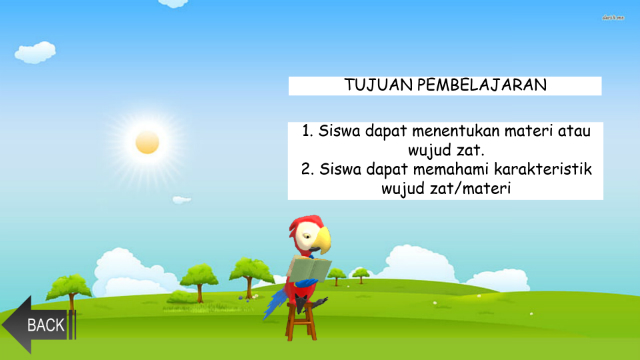 TUJUAN PEMBELAJARAN
1. Siswa dapat menentukan materi atau
wujud zat.
2. Siswa dapat memahami karakteristik
wujud zat/materi
BACK